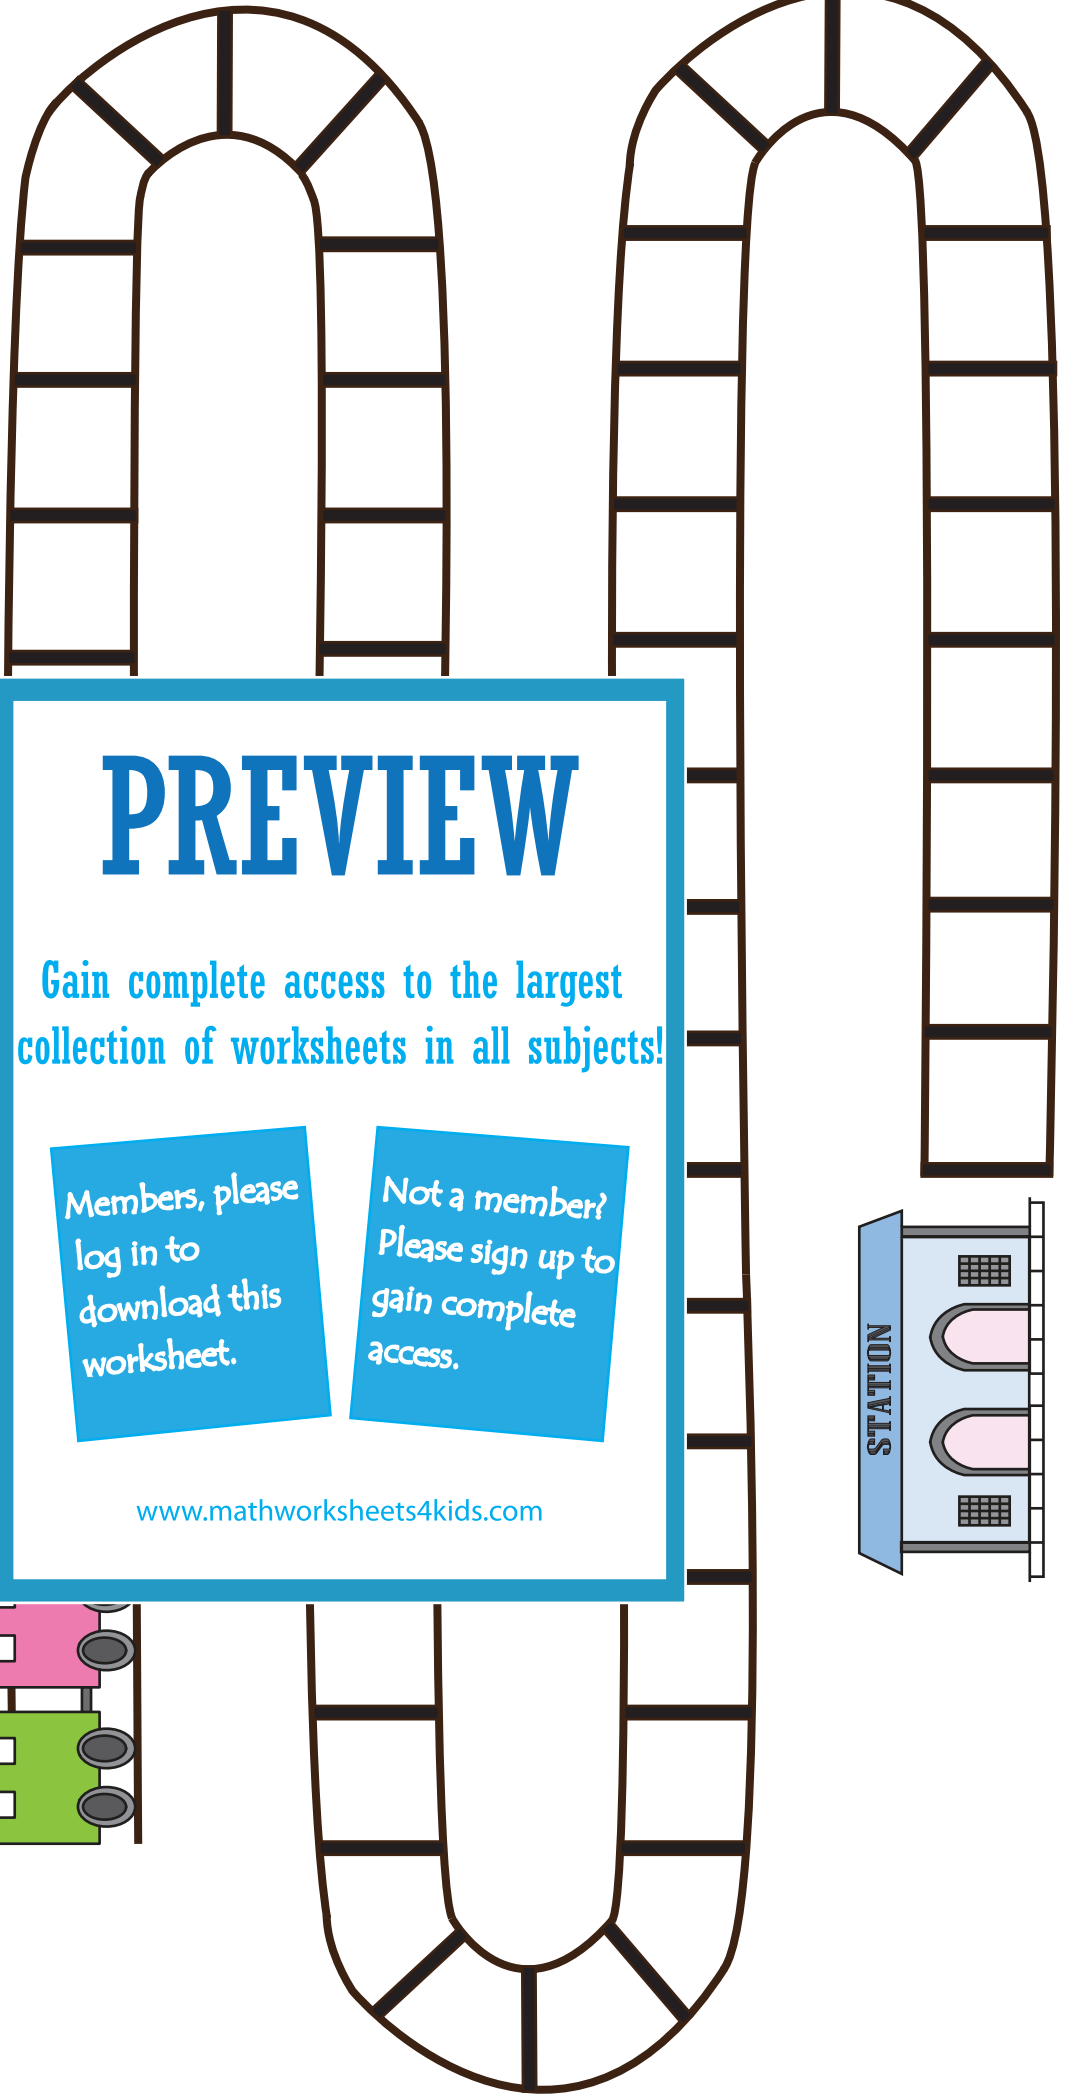 PREVIEW
Gain complete access to the largest
collection of worksheets in all subjects!
Members, please
log in to
download this
worksheet.
Not a member?
Please sign up to
gain complete
access.
www.mathworksheets4kids.com
STATION